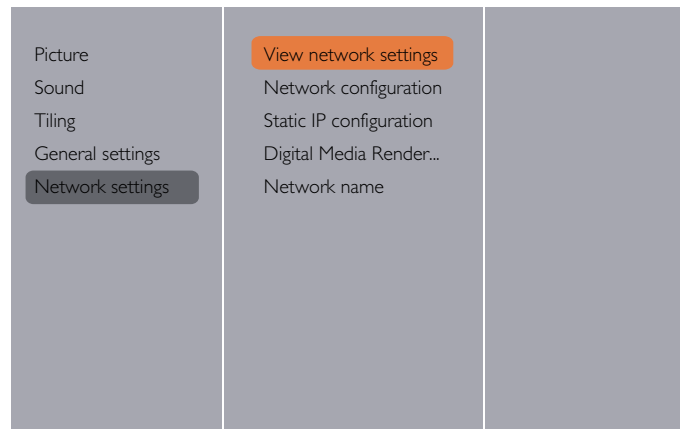 Picture
Sound
Tiling
General settings
Network settings
View network settings
Network configuration
Static IP configuration
Digital Media Render...
Network name